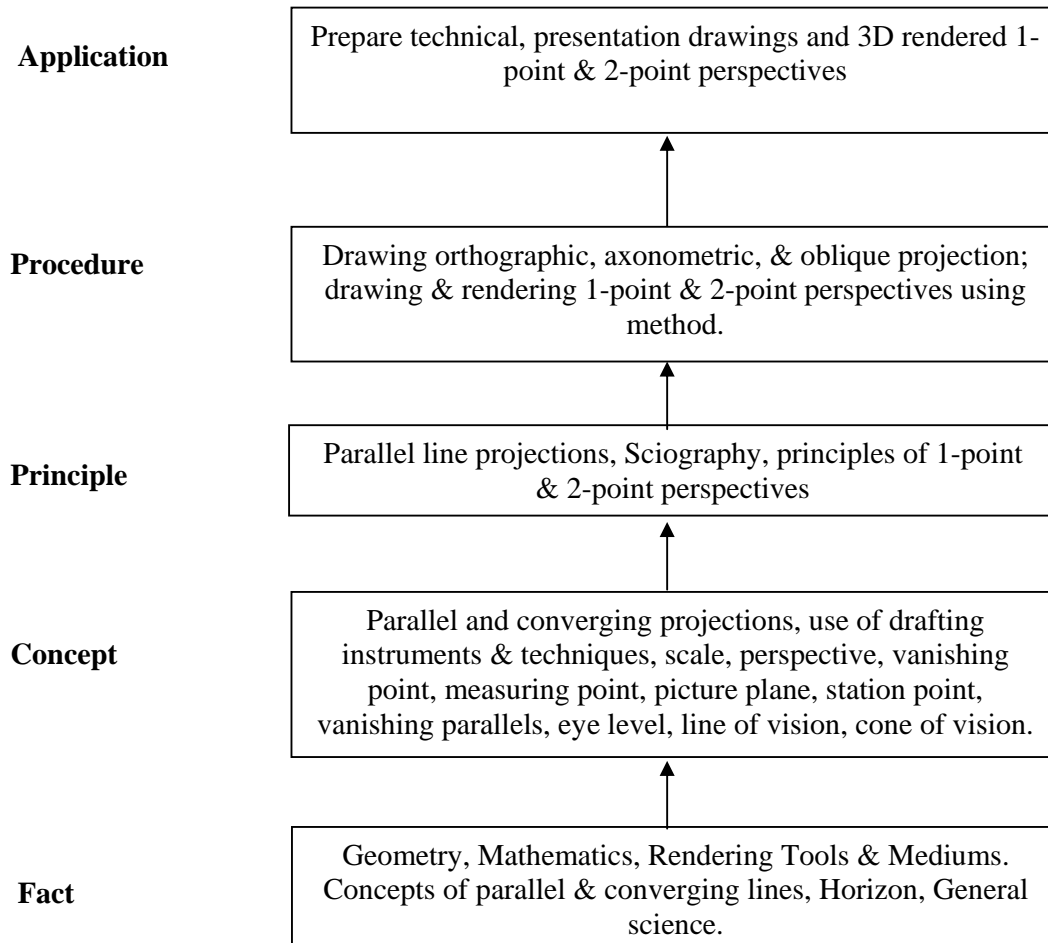 Application
Prepare technical, presentation drawings and 3D rendered 1-
point & 2-point perspectives
Procedure
Drawing orthographic, axonometric, & oblique projection;
drawing & rendering 1-point & 2-point perspectives using
method.
Principle
Parallel line projections, Sciography, principles of 1-point
& 2-point perspectives
Concept
Parallel and converging projections, use of drafting
instruments & techniques, scale, perspective, vanishing
point, measuring point, picture plane, station point,
vanishing parallels, eye level, line of vision, cone of vision.
Fact
Geometry, Mathematics, Rendering Tools & Mediums.
Concepts of parallel & converging lines, Horizon, General
science.